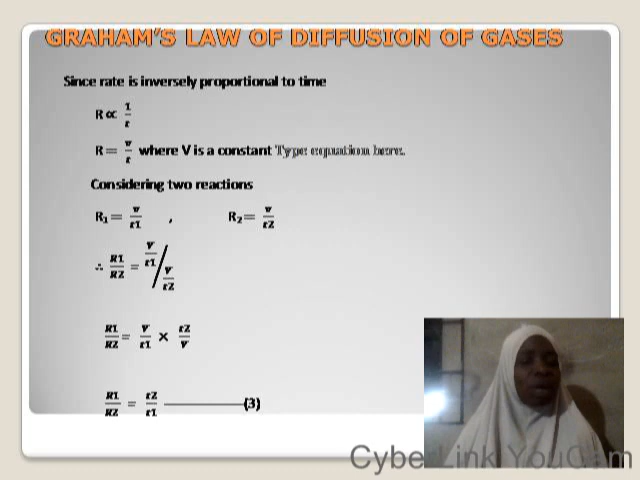 GRAHAM'S LAW OF DIFFUSION OF GASES
Since rate is inversely proportional to time
R ∝ 1/t
R = v/t where V is a constant Type equation here.
Considering two reactions
R₁ = v/t1 , R₂ = v/t2
∴ R1/R2 = V/t1 / V/t2
R1/R2 = V/t1 × t2/V
R1/R2 = t2/t1 ————(3)
CyberLink YouCam